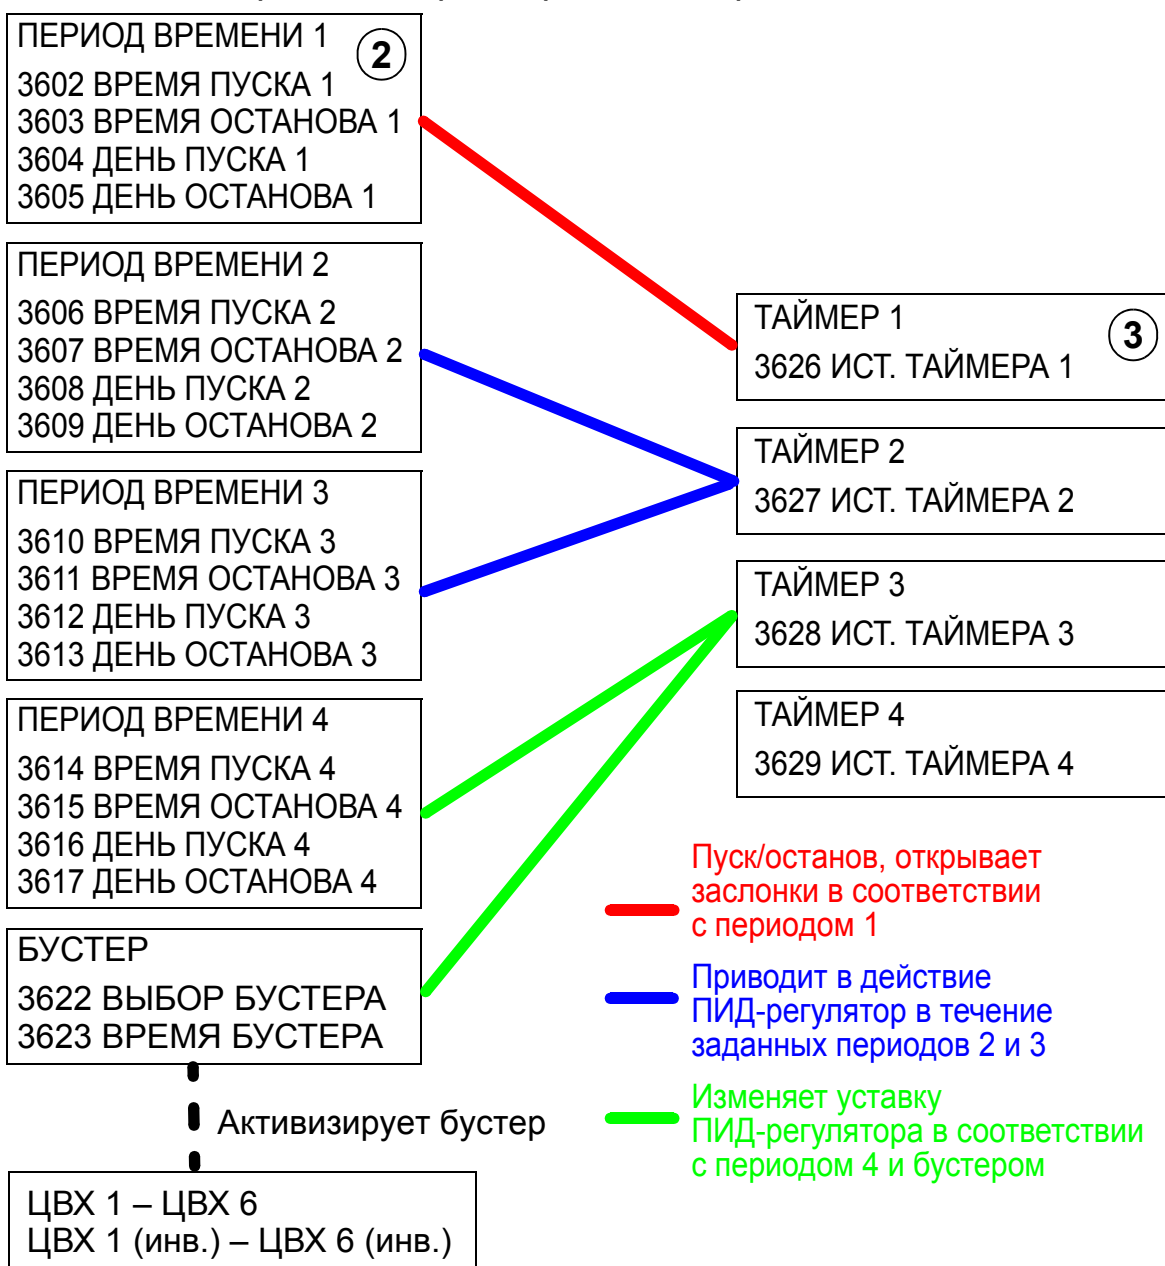 ПЕРИОД ВРЕМЕНИ 1
2
3602 ВРЕМЯ ПУСКА 1
3603 ВРЕМЯ ОСТАНОВА 1
3604 ДЕНЬ ПУСКА 1
3605 ДЕНЬ ОСТАНОВА 1
ПЕРИОД ВРЕМЕНИ 2
3606 ВРЕМЯ ПУСКА 2
3607 ВРЕМЯ ОСТАНОВА 2
3608 ДЕНЬ ПУСКА 2
3609 ДЕНЬ ОСТАНОВА 2
ПЕРИОД ВРЕМЕНИ 3
3610 ВРЕМЯ ПУСКА 3
3611 ВРЕМЯ ОСТАНОВА 3
3612 ДЕНЬ ПУСКА 3
3613 ДЕНЬ ОСТАНОВА 3
ПЕРИОД ВРЕМЕНИ 4
3614 ВРЕМЯ ПУСКА 4
3615 ВРЕМЯ ОСТАНОВА 4
3616 ДЕНЬ ПУСКА 4
3617 ДЕНЬ ОСТАНОВА 4
БУСТЕР
3622 ВЫБОР БУСТЕРА
3623 ВРЕМЯ БУСТЕРА
Активизирует бустер
ЦВХ 1 – ЦВХ 6
ЦВХ 1 (инв.) – ЦВХ 6 (инв.)
ТАЙМЕР 1
3
3626 ИСТ. ТАЙМЕРА 1
ТАЙМЕР 2
3627 ИСТ. ТАЙМЕРА 2
ТАЙМЕР 3
3628 ИСТ. ТАЙМЕРА 3
ТАЙМЕР 4
3629 ИСТ. ТАЙМЕРА 4
Пуск/останов, открывает
заслонки в соответствии
с периодом 1
Приводит в действие
ПИД-регулятор в течение
заданных периодов 2 и 3
Изменяет уставку
ПИД-регулятора в соответствии
с периодом 4 и бустером